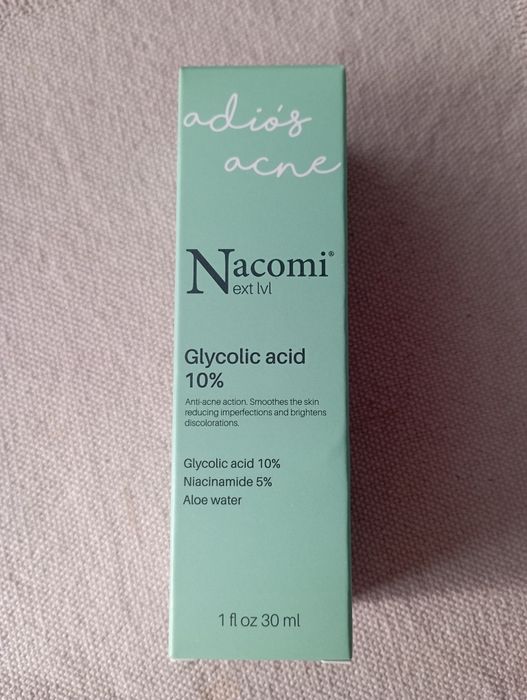 adiós
acne
Nacomi®
ext lvl
Glycolic acid
10%
Anti-acne action. Smoothes the skin
reducing imperfections and brightens
discolorations.
Glycolic acid 10%
Niacinamide 5%
Aloe water
1 fl oz 30 ml